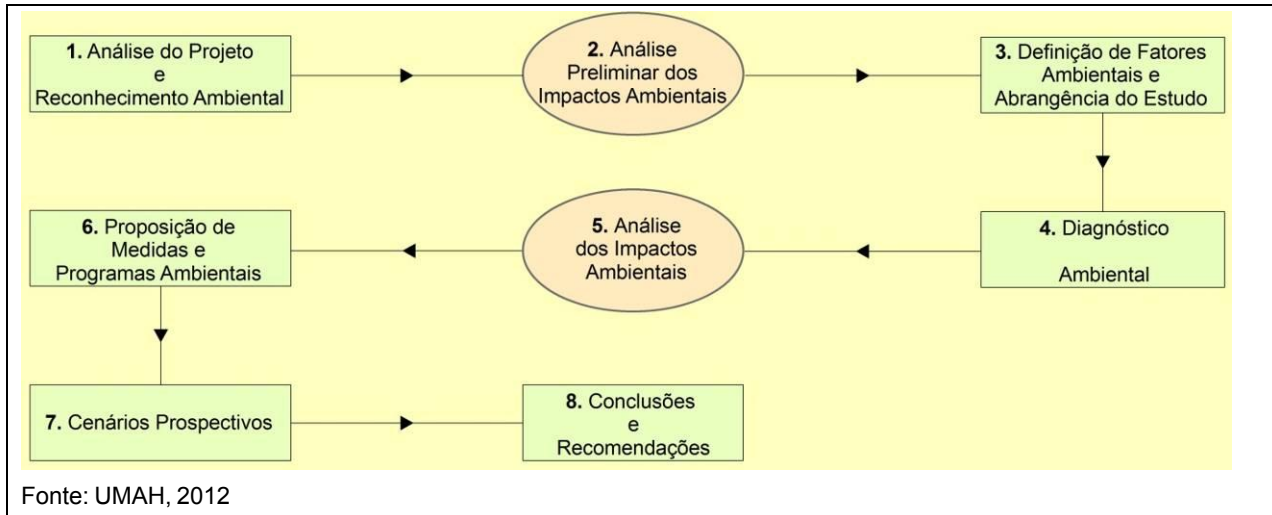 1. Análise do Projeto
e
Reconhecimento Ambiental
2. Análise
Preliminar dos
Impactos Ambientais
3. Definição de Fatores
Ambientais e
Abrangência do Estudo
4. Diagnóstico
Ambiental
5. Análise
dos Impactos
Ambientais
6. Proposição de
Medidas e
Programas Ambientais
7. Cenários Prospectivos
8. Conclusões
e
Recomendações
Fonte: UMAH, 2012